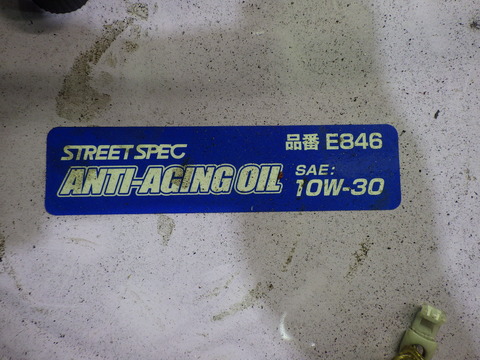 STREET SPEC
ANTI-AGING OIL
品番 E846
SAE:
10W-30